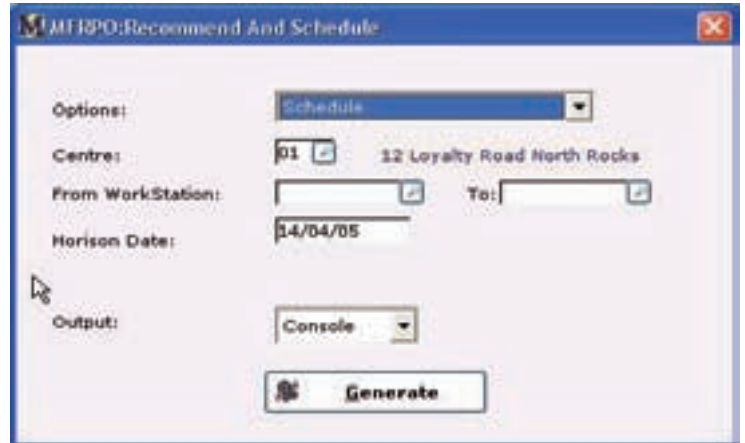 MFRPO:Recommend And Schedule
Options: Schedule
Centre: 01 12 Loyalty Road North Rocks
From WorkStation: To:
Horison Date: 14/04/05
Output: Console
Generate